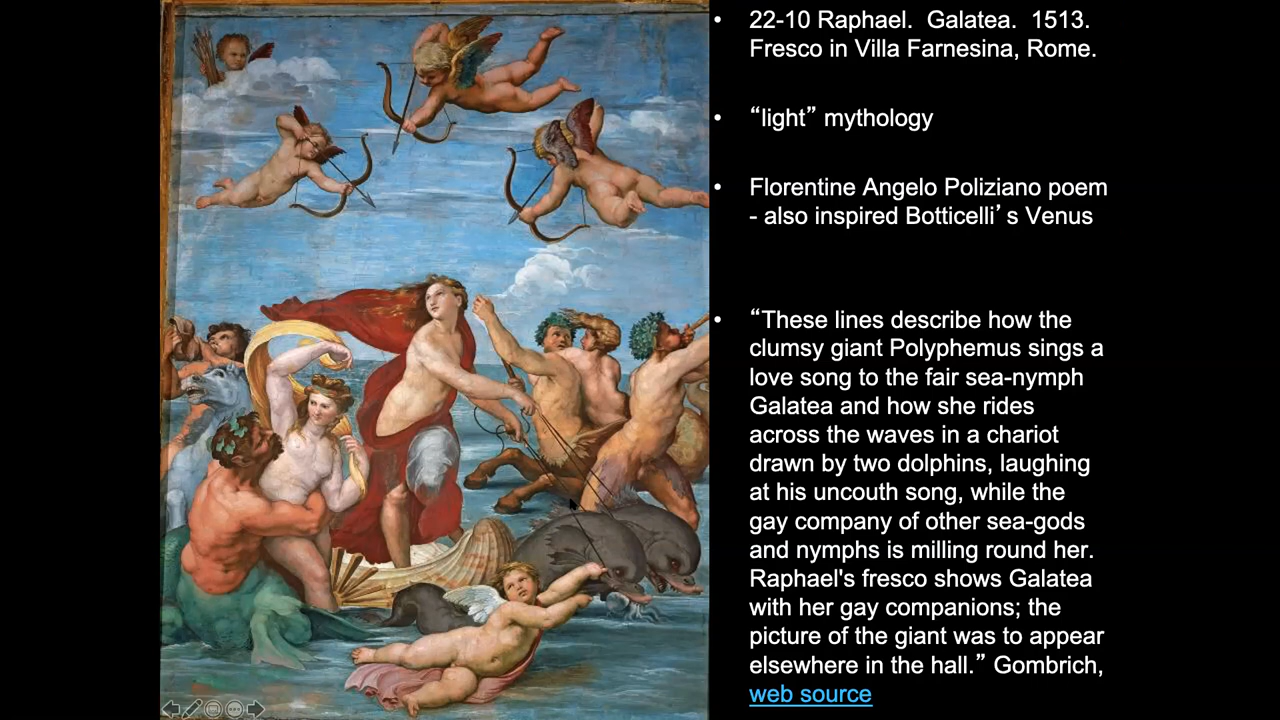 • 22-10 Raphael.  Galatea.  1513.
Fresco in Villa Farnesina, Rome.
• “light” mythology
• Florentine Angelo Poliziano poem
- also inspired Botticelli’s Venus
• “These lines describe how the
clumsy giant Polyphemus sings a
love song to the fair sea-nymph
Galatea and how she rides
across the waves in a chariot
drawn by two dolphins, laughing
at his uncouth song, while the
gay company of other sea-gods
and nymphs is milling round her.
Raphael's fresco shows Galatea
with her gay companions; the
picture of the giant was to appear
elsewhere in the hall.” Gombrich,
web source